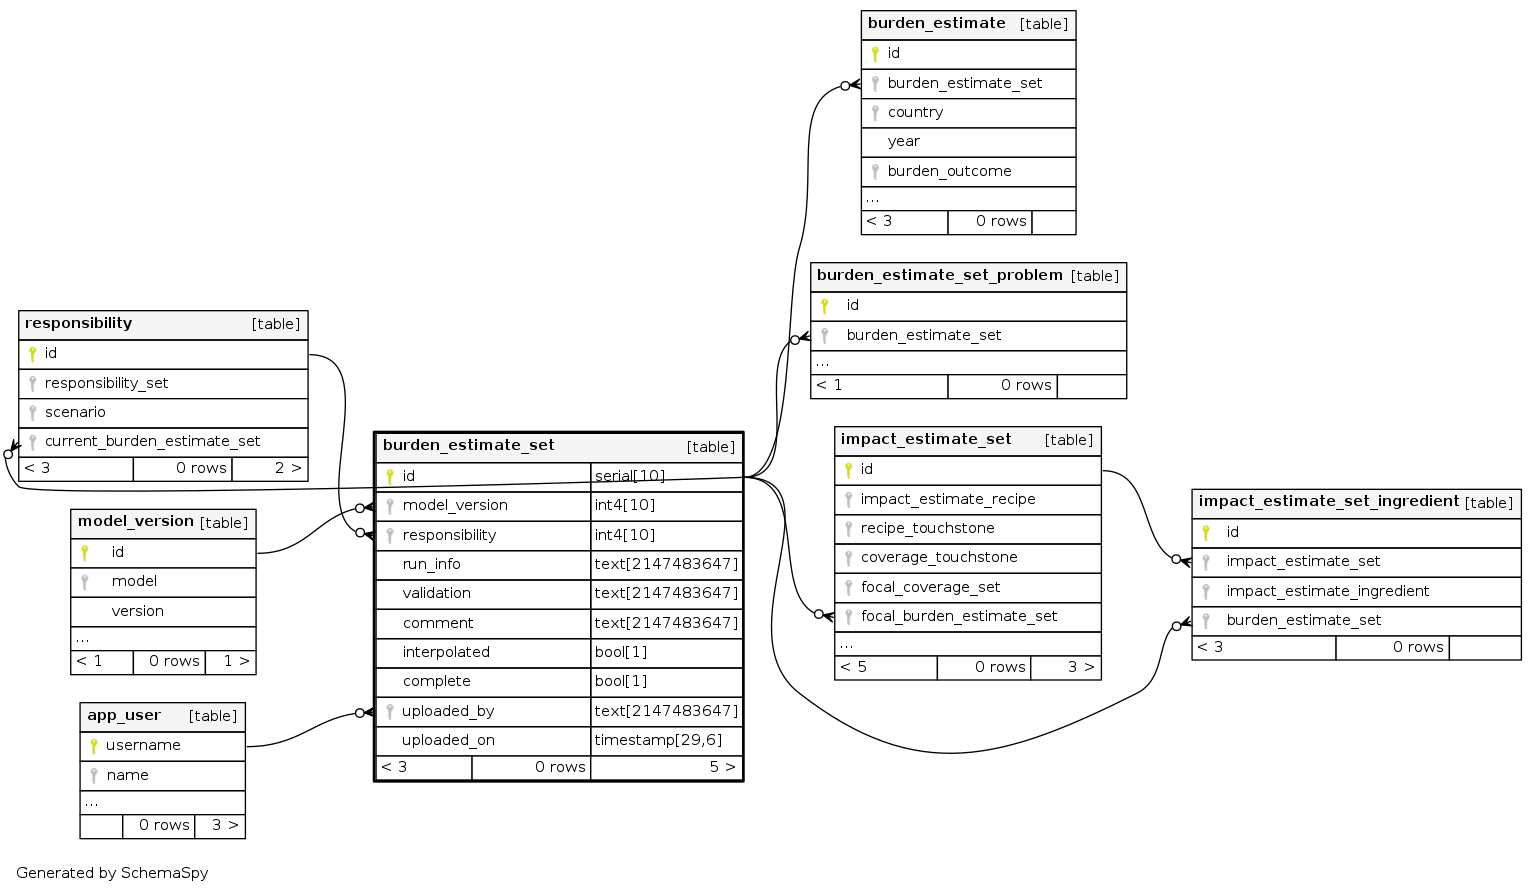 burden_estimate [table]
id
burden_estimate_set
country
year
burden_outcome
...
< 3 0 rows
burden_estimate_set_problem [table]
id
burden_estimate_set
...
< 1 0 rows
responsibility [table]
id
responsibility_set
scenario
current_burden_estimate_set
< 3 0 rows 2 >
model_version [table]
id
model
version
...
< 1 0 rows 1 >
app_user [table]
username
name
...
0 rows 3 >
burden_estimate_set [table]
id serial[10]
model_version int4[10]
responsibility int4[10]
run_info text[2147483647]
validation text[2147483647]
comment text[2147483647]
interpolated bool[1]
complete bool[1]
uploaded_by text[2147483647]
uploaded_on timestamp[29,6]
< 3 0 rows 5 >
impact_estimate_set [table]
id
impact_estimate_recipe
recipe_touchstone
coverage_touchstone
focal_coverage_set
focal_burden_estimate_set
...
< 5 0 rows 3 >
impact_estimate_set_ingredient [table]
id
impact_estimate_set
impact_estimate_ingredient
burden_estimate_set
< 3 0 rows
Generated by SchemaSpy